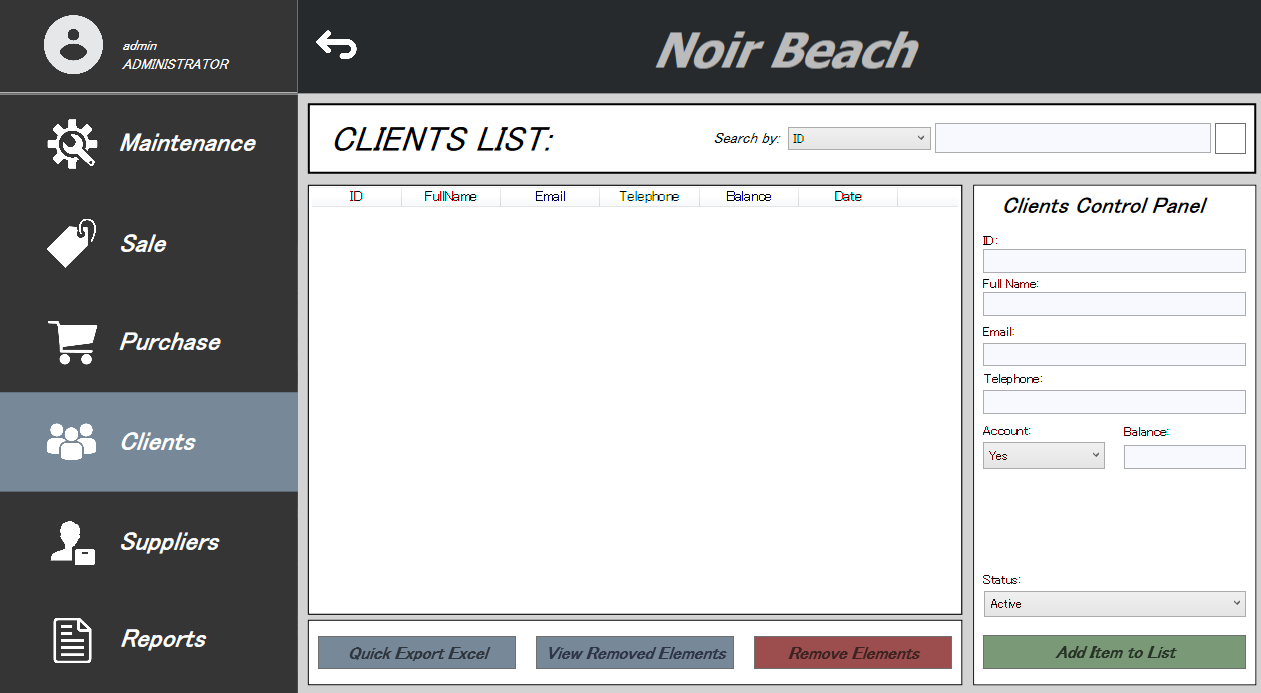 admin
ADMINISTRATOR
Noir Beach
Maintenance
Sale
Purchase
Clients
Suppliers
Reports
CLIENTS LIST:
Search by: ID
ID FullName Email Telephone Balance Date
Clients Control Panel
ID:
Full Name:
Email:
Telephone:
Account: Balance:
Yes
Status:
Active
Quick Export Excel View Removed Elements Remove Elements
Add Item to List